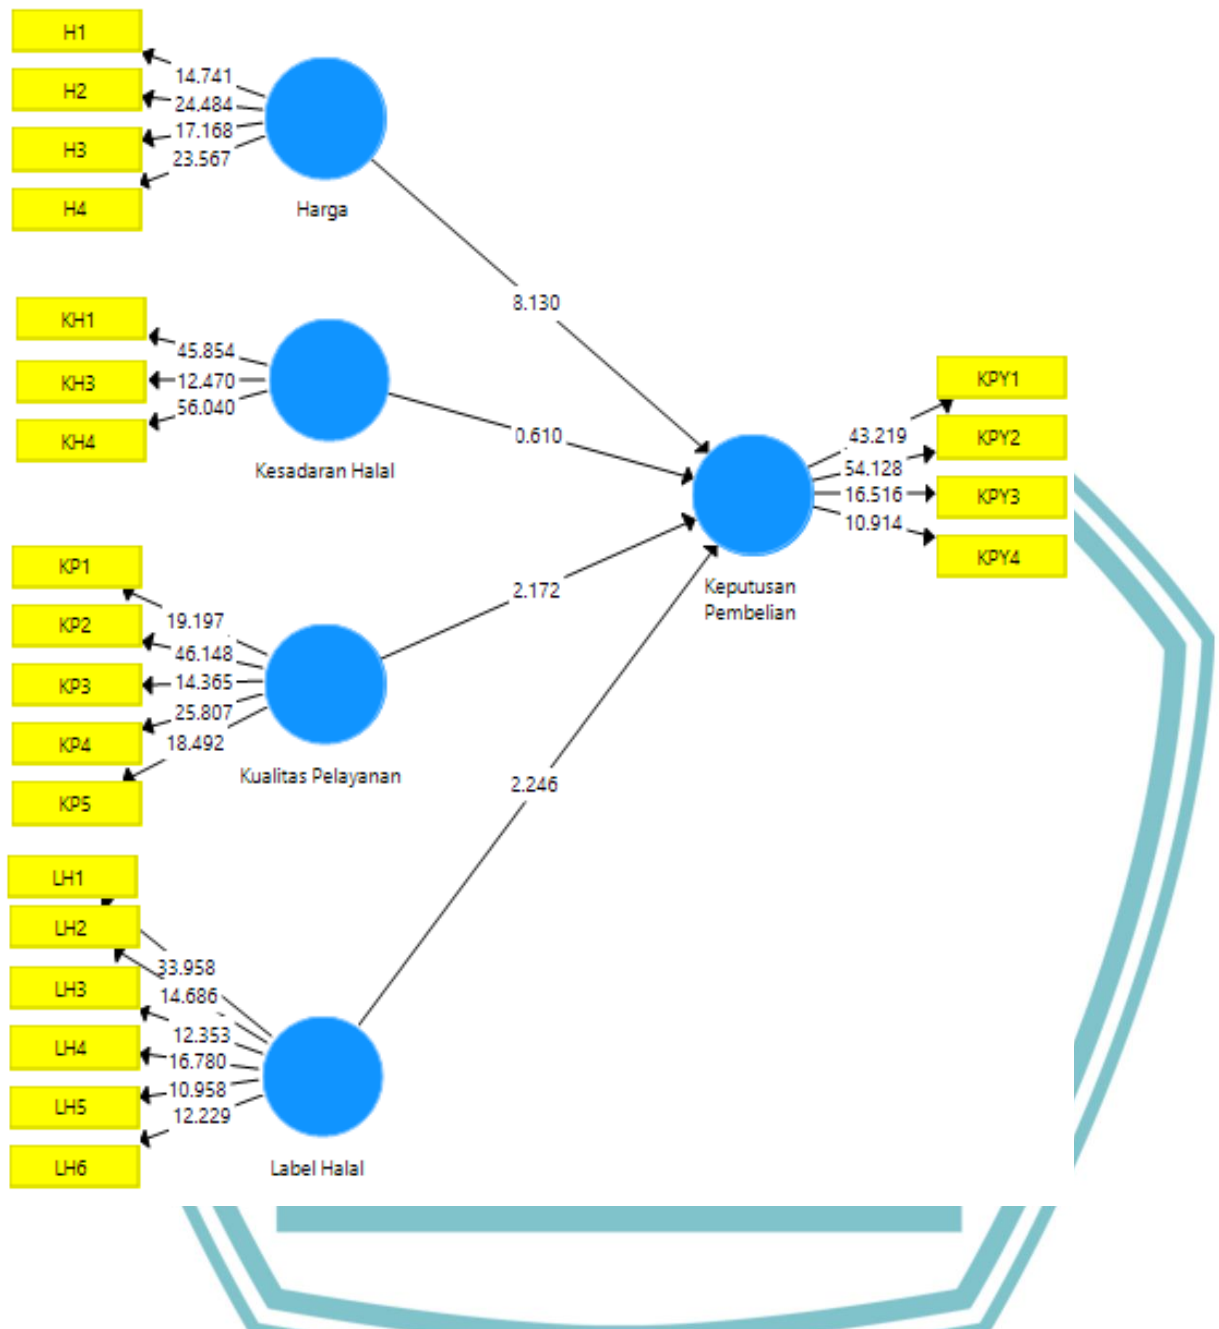 H1
H2
H3
H4
14.741
24.484
17.168
23.567
Harga
8.130
KH1
KH3
KH4
45.854
12.470
56.040
Kesadaran Halal
0.610
KP1
KP2
KP3
KP4
KP5
19.197
46.148
14.365
25.807
18.492
Kualitas Pelayanan
2.172
LH1
LH2
LH3
LH4
LH5
LH6
33.958
14.686
12.353
16.780
10.958
12.229
Label Halal
2.246
Keputusan
Pembelian
43.219
54.128
16.516
10.914
KPY1
KPY2
KPY3
KPY4